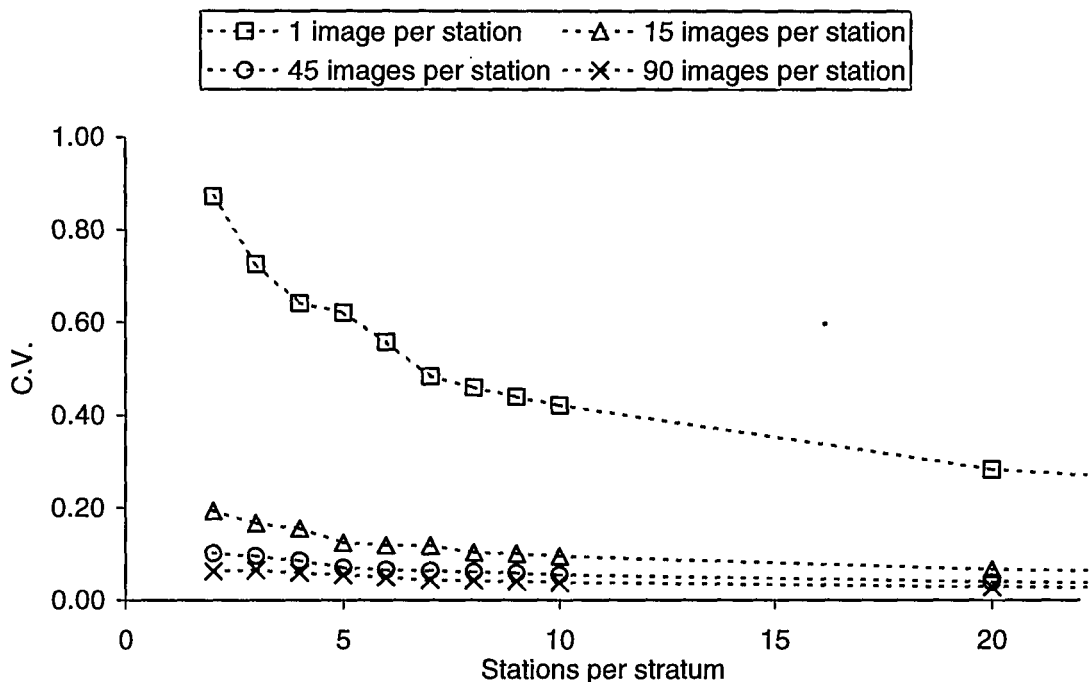 1 image per station 15 images per station
45 images per station 90 images per station
1.00
0.80
0.60
0.40
0.20
0.00
C.V.
0 5 10 15 20
Stations per stratum